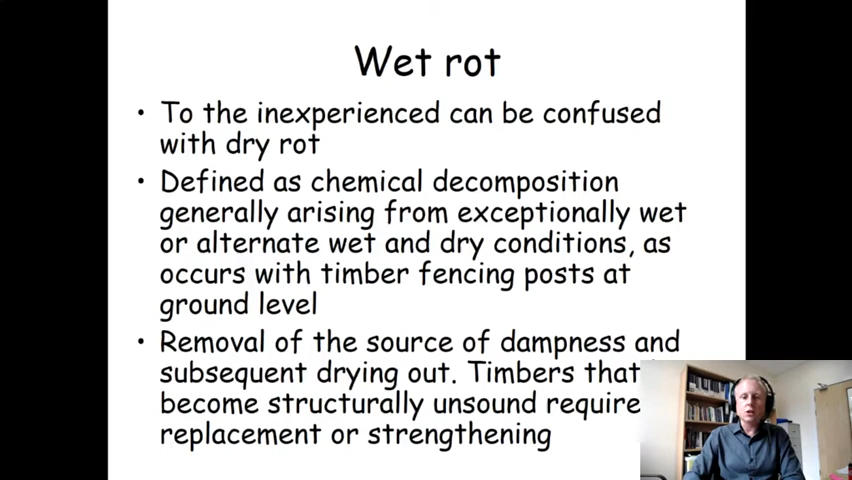 Wet rot
• To the inexperienced can be confused
with dry rot
• Defined as chemical decomposition
generally arising from exceptionally wet
or alternate wet and dry conditions, as
occurs with timber fencing posts at
ground level
• Removal of the source of dampness and
subsequent drying out. Timbers that
become structurally unsound require
replacement or strengthening